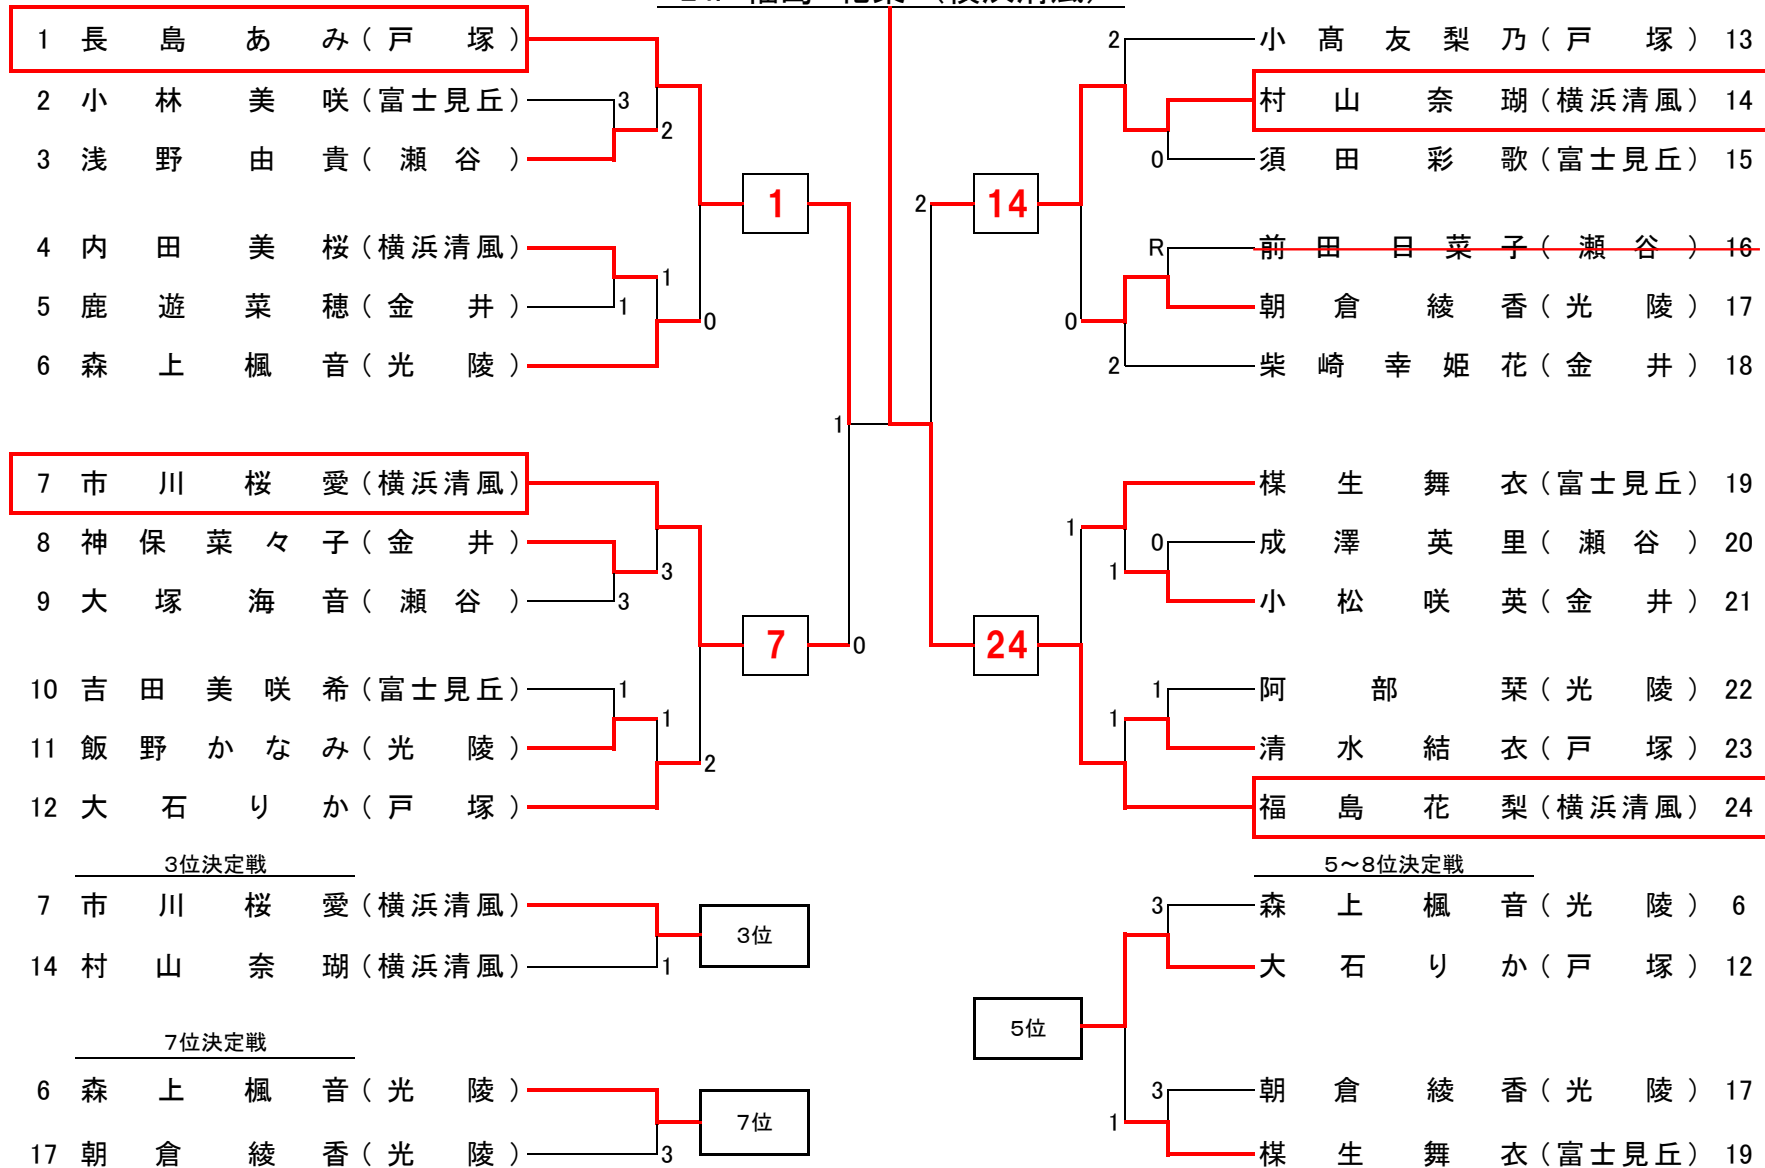 24. 福島 花梨 (横浜清風)
1 長島あみ(戸塚)
2 小林美咲(富士見丘) 3
2
3 浅野由貴(瀬谷)
1
4 内田美桜(横浜清風)
1
5 鹿遊菜穂(金井) 1
0
6 森上楓音(光陵)
1
7 市川桜愛(横浜清風)
8 神保菜々子(金井)
3
9 大塚海音(瀬谷) 3
7 0
10 吉田美咲希(富士見丘) 1
1
11 飯野かなみ(光陵)
2
12 大石りか(戸塚)
2 小髙友梨乃(戸塚) 13
村山奈瑚(横浜清風) 14
0 須田彩歌(富士見丘) 15
2 14
R 前田日菜子(瀬谷) 16
朝倉綾香(光陵) 17
0
2 柴崎幸姫花(金井) 18
楳生舞衣(富士見丘) 19
1
0 成澤英里(瀬谷) 20
1
小松咲英(金井) 21
24
1 阿部栞(光陵) 22
1
清水結衣(戸塚) 23
福島花梨(横浜清風) 24
3位決定戦
7 市川桜愛(横浜清風)
3位
14 村山奈瑚(横浜清風) 1
7位決定戦
6 森上楓音(光陵)
7位
17 朝倉綾香(光陵) 3
5～8位決定戦
3 森上楓音(光陵) 6
大石りか(戸塚) 12
5位
3 朝倉綾香(光陵) 17
1
楳生舞衣(富士見丘) 19